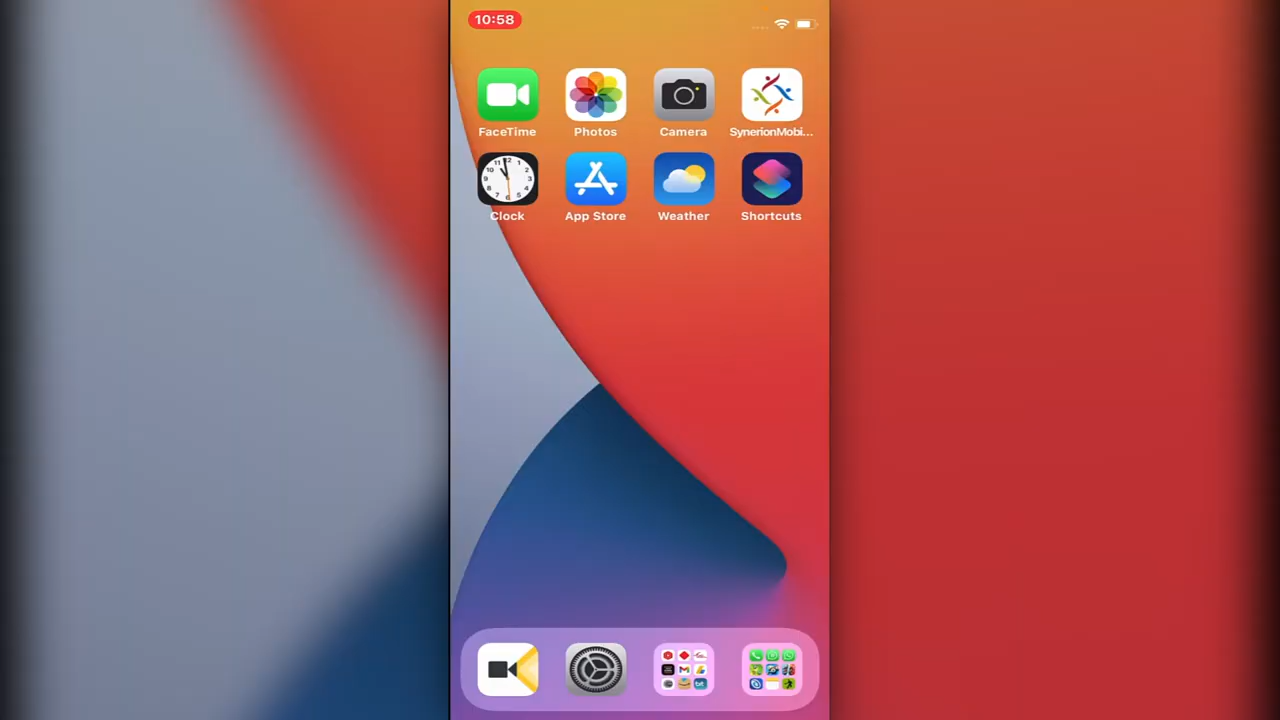 10:58
FaceTime
Photos
Camera
SynerionMobi...
Clock
App Store
Weather
Shortcuts